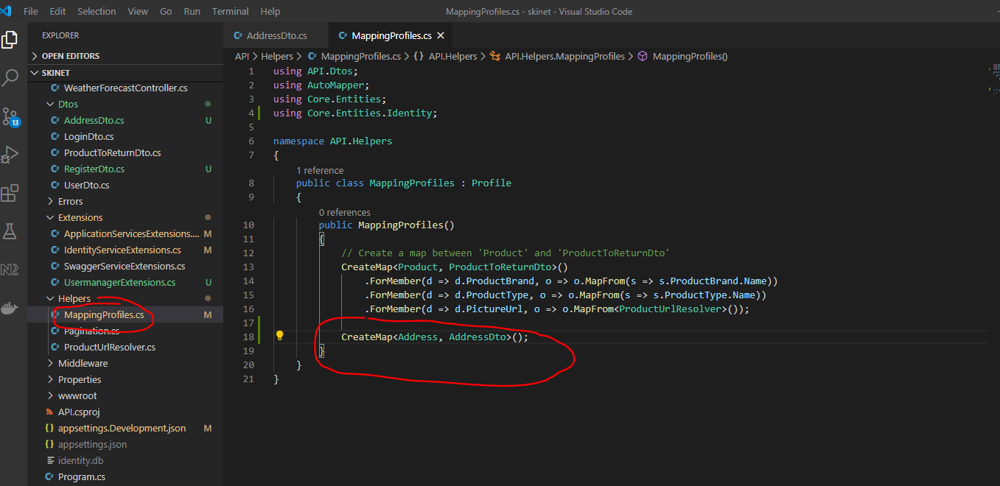 File Edit Selection View Go Run Terminal Help
MappingProfiles.cs - skinet - Visual Studio Code
EXPLORER
OPEN EDITORS
SKINET
WeatherForecastController.cs
Dtos
AddressDto.cs U
LoginDto.cs
ProductToReturnDto.cs
RegisterDto.cs U
UserDto.cs
Errors
Extensions
ApplicationServicesExtensions.... M
IdentityServiceExtensions.cs M
SwaggerServiceExtensions.cs
UsermanagerExtensions.cs U
Helpers
MappingProfiles.cs M
Pagination.cs
ProductUrlResolver.cs
Middleware
Properties
wwwroot
API.csproj
{} appsettings.Development.json M
{} appsettings.json
identity.db
C# Program.cs
13
C# AddressDto.cs
C# MappingProfiles.cs
API > Helpers > C# MappingProfiles.cs > {} API.Helpers > API.Helpers.MappingProfiles > MappingProfiles()
1 using API.Dtos;
2 using AutoMapper;
3 using Core.Entities;
4 using Core.Entities.Identity;
5
6 namespace API.Helpers
7 {
1 reference
8 public class MappingProfiles : Profile
9 {
0 references
10 public MappingProfiles()
11 {
12 // Create a map between 'Product' and 'ProductToReturnDto'
13 CreateMap<Product, ProductToReturnDto>()
14 .ForMember(d => d.ProductBrand, o => o.MapFrom(s => s.ProductBrand.Name))
15 .ForMember(d => d.ProductType, o => o.MapFrom(s => s.ProductType.Name))
16 .ForMember(d => d.PictureUrl, o => o.MapFrom<ProductUrlResolver>());
17
18 CreateMap<Address, AddressDto>();
19 }
20 }
21 }